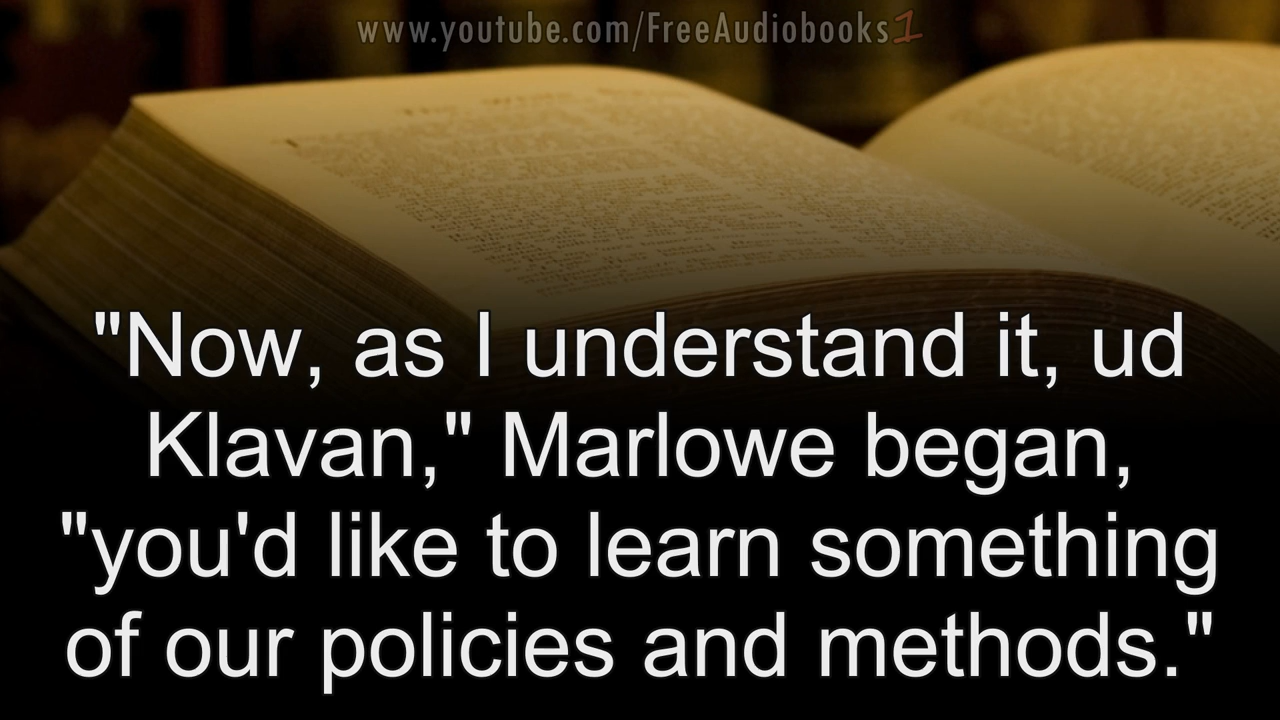 www.youtube.com/FreeAudiobooks1
"Now, as I understand it, ud
Klavan," Marlowe began,
"you'd like to learn something
of our policies and methods."